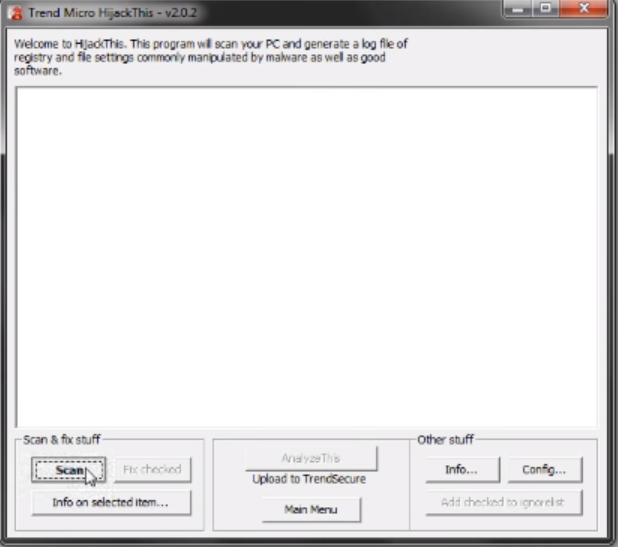 Trend Micro HijackThis - v2.0.2
Welcome to HijackThis. This program will scan your PC and generate a log file of
registry and file settings commonly manipulated by malware as well as good
software.
Scan & fix stuff
Scan
Fix checked
Info on selected item...
AnalyzeThis
Upload to TrendSecure
Main Menu
Other stuff
Info...
Config...
Add checked to ignorelist